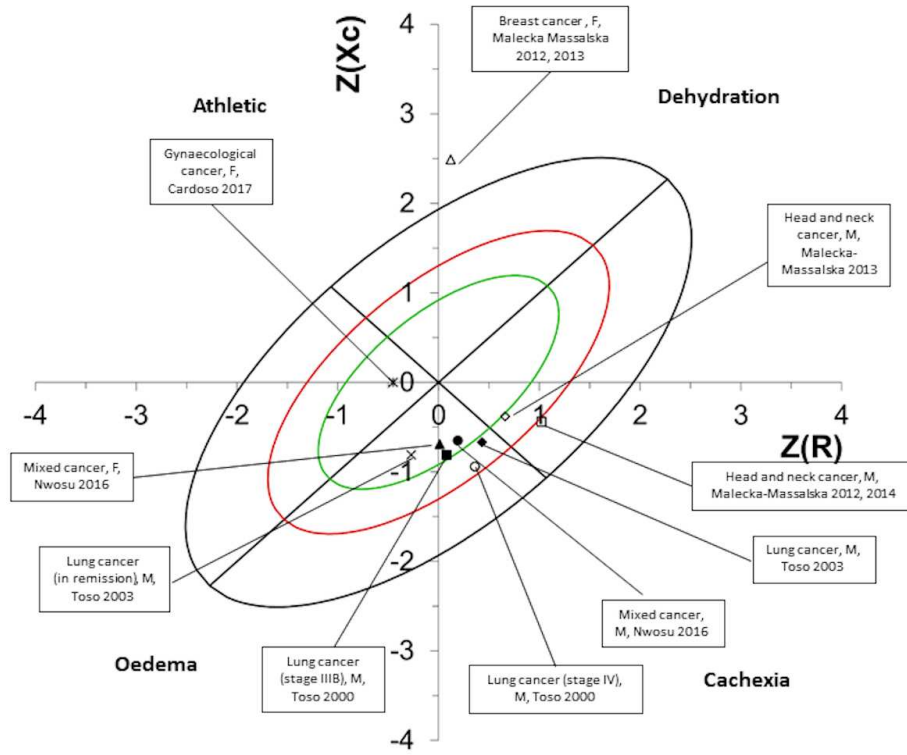 Z(Xc)
4
3
2
1
0
-1
-2
-3
-4
-4
-3
-2
-1
0
1
2
3
4
Z(R)
Athletic
Dehydration
Oedema
Cachexia
Breast cancer , F,
Malecka Massalska
2012, 2013
Gynaecological
cancer, F,
Cardoso 2017
Head and neck
cancer, M,
Malecka-
Massalska 2013
Mixed cancer, F,
Nwosu 2016
Head and neck cancer, M,
Malecka-Massalska 2012, 2014
Lung cancer
(in remission), M,
Toso 2003
Lung cancer, M,
Toso 2003
Mixed cancer,
M, Nwosu 2016
Lung cancer
(stage IIIB), M,
Toso 2000
Lung cancer (stage IV),
M, Toso 2000